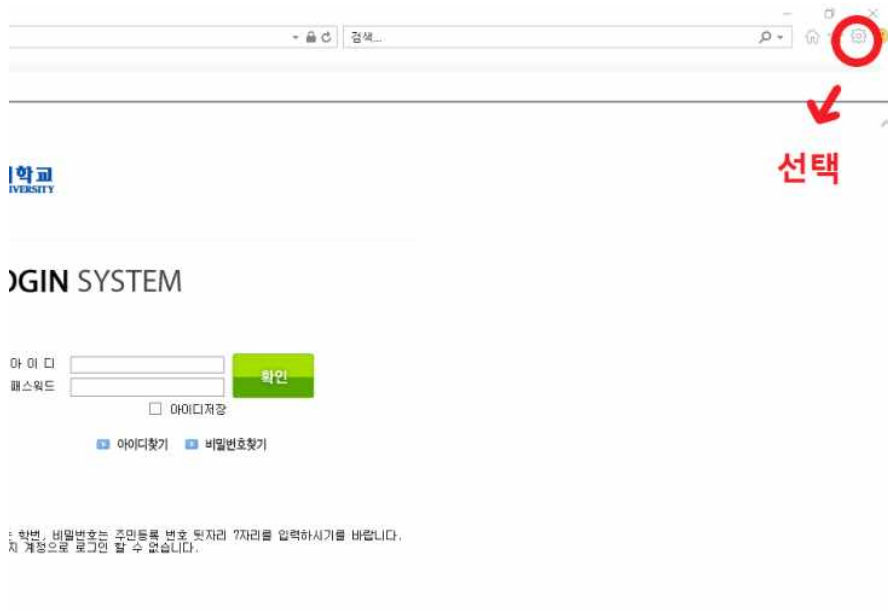 검색...
선택
학교
IVERSITY
OGIN SYSTEM
아 이 디
패스워드
확인
아이디저장
아이디찾기 비밀번호찾기
학번, 비밀번호는 주민등록 번호 뒷자리 7자리를 입력하시기를 바랍니다.
지 계정으로 로그인 할 수 없습니다.